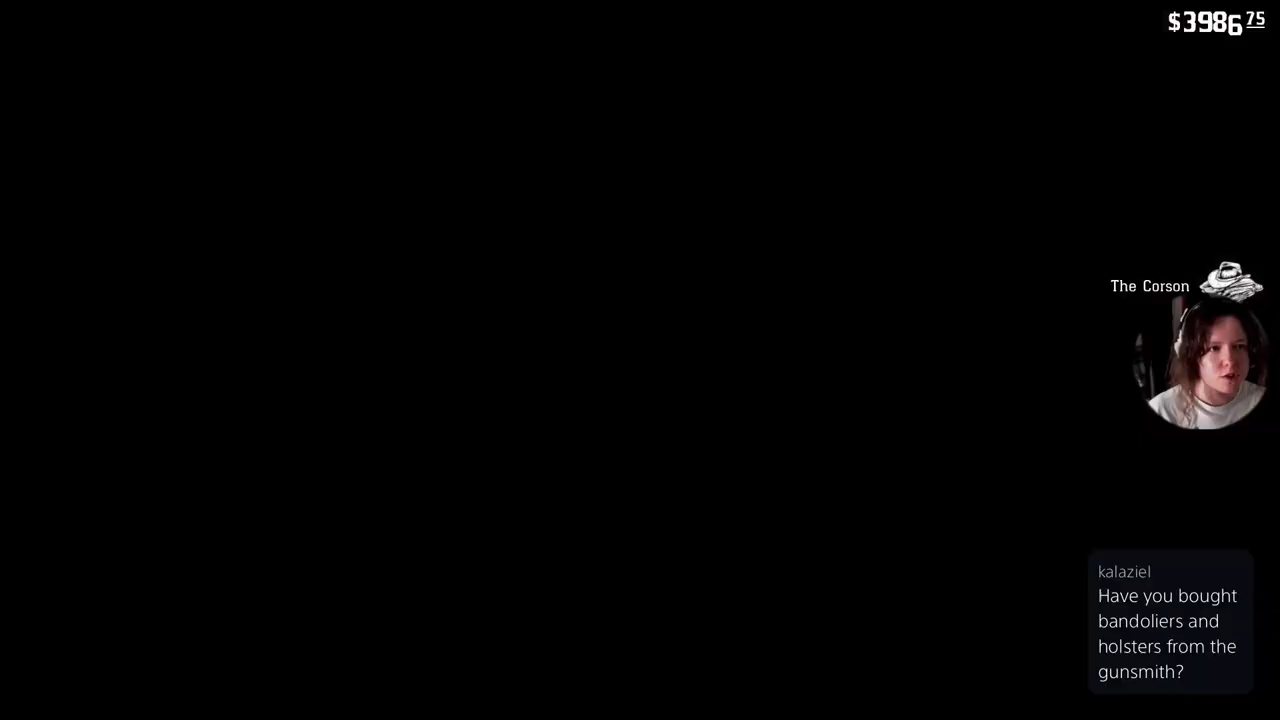 $3986 75
The Corson
kalaziel
Have you bought
bandoliers and
holsters from the
gunsmith?